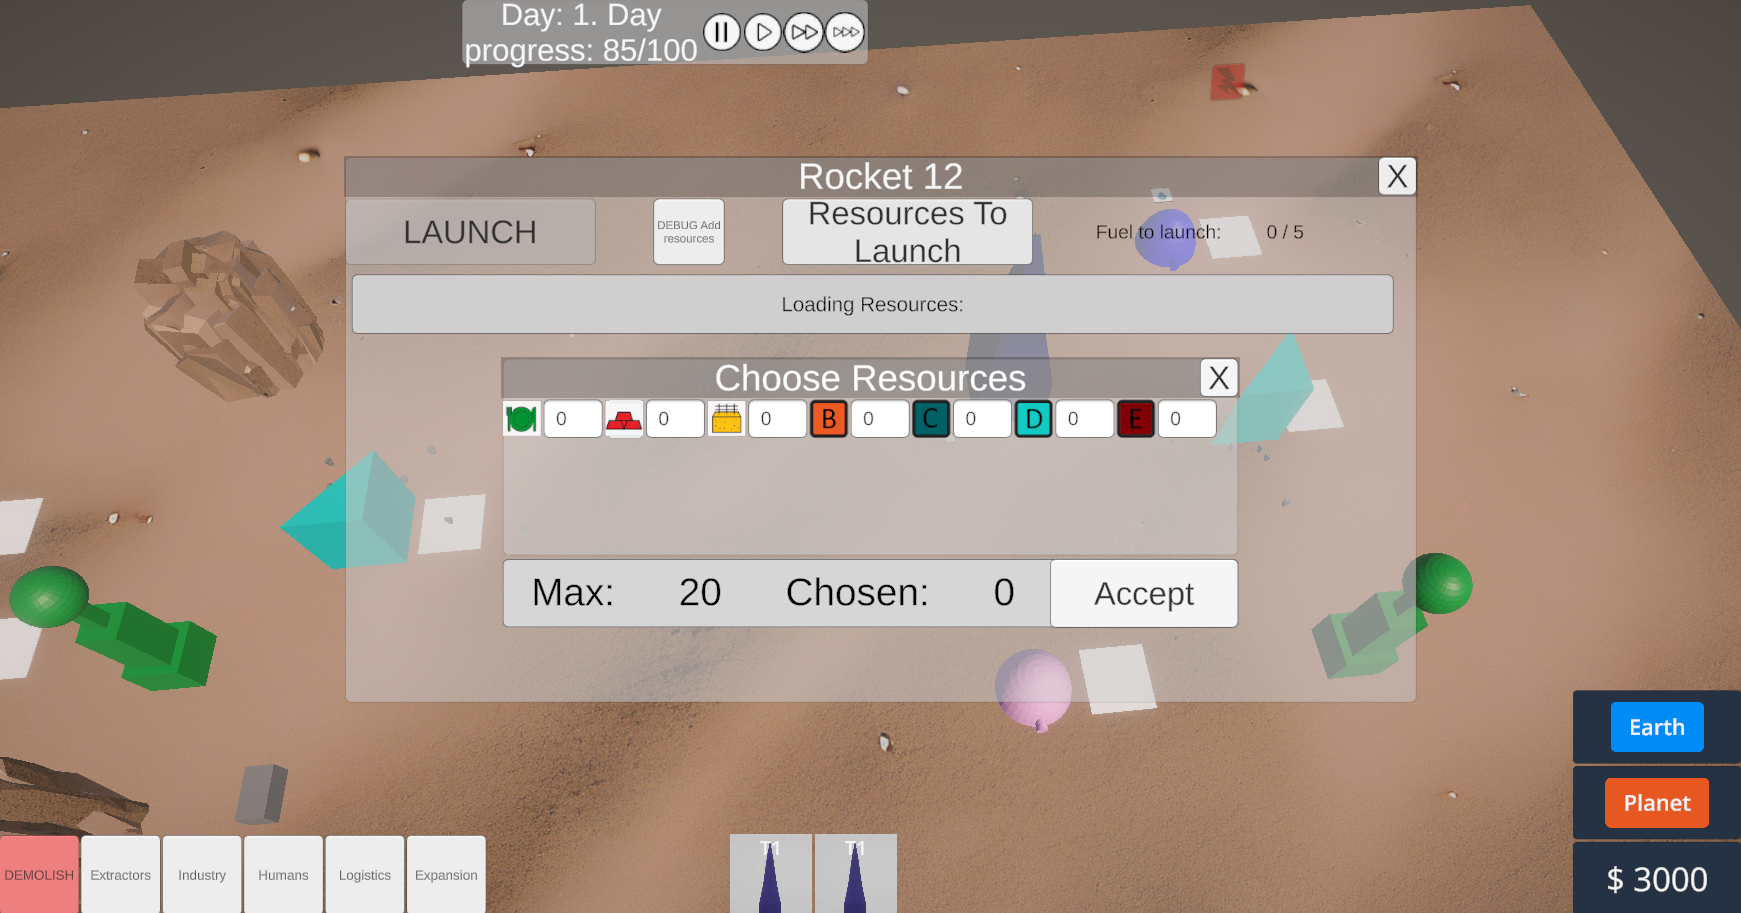 Day: 1. Day
progress: 85/100
Rocket 12
X
LAUNCH
DEBUG Add
resources
Resources To
Launch
Fuel to launch: 0 / 5
Loading Resources:
Choose Resources
X
0 0 0 B 0 C 0 D 0 E 0
Max: 20 Chosen: 0 Accept
Earth
Planet
$ 3000
DEMOLISH Extractors Industry Humans Logistics Expansion
T1 T1